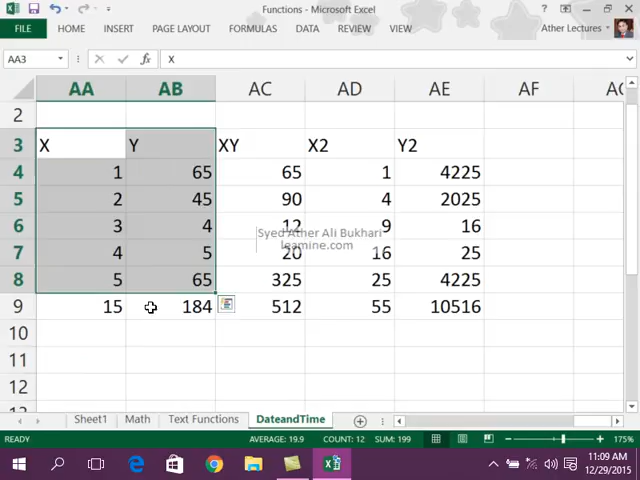 Functions - Microsoft Excel
FILE HOME INSERT PAGE LAYOUT FORMULAS DATA REVIEW VIEW Ather Lectures
AA3 fx X
AA AB AC AD AE AF AG
2
3 X Y XY X2 Y2
4 1 65 65 1 4225
5 2 45 90 4 2025
6 3 4 12 9 16
Syed Ather Ali Bukhari
learnine.com
7 4 5 20 16 25
8 5 65 325 25 4225
9 15 184 512 55 10516
10
11
12
13
Sheet1 Math Text Functions DateandTime
AVERAGE: 19.9 COUNT: 12 SUM: 199 175%
11:09 AM
12/29/2015